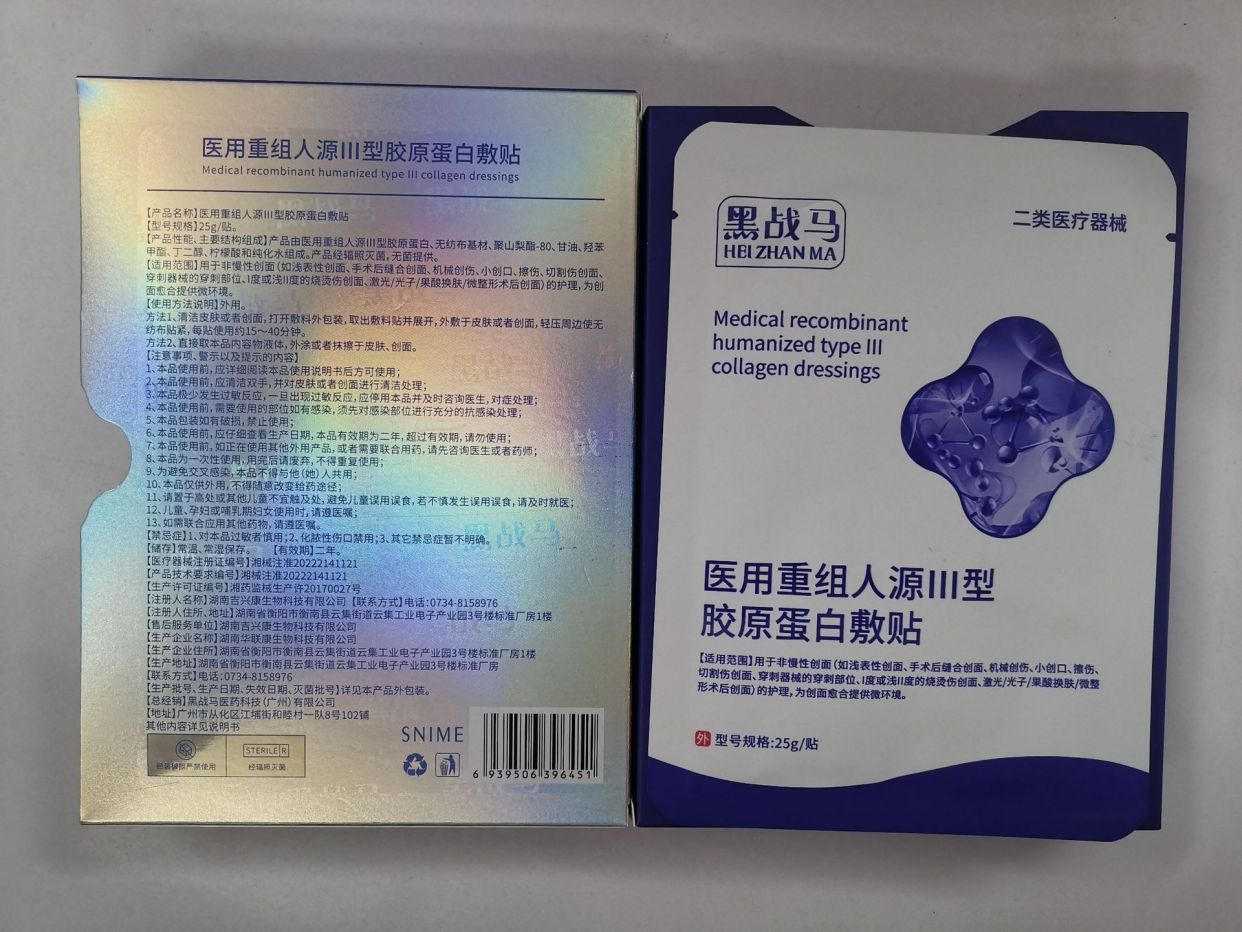 医用重组人源III型胶原蛋白敷贴
Medical recombinant humanized type III collagen dressings
【产品名称】医用重组人源III型胶原蛋白敷贴
【型号规格】25g/贴。
【产品性能、主要结构组成】产品由医用重组人源III型胶原蛋白、无纺布基材、聚山梨酯-80、甘油、羟苯
甲酯、丁二醇、柠檬酸和纯化水组成。产品经辐照灭菌,无菌提供。
【适用范围】用于非慢性创面(如浅表性创面、手术后缝合创面、机械创伤、小创口、擦伤、切割伤创面、
穿刺器械的穿刺部位、I度或浅II度的烧烫伤创面、激光/光子/果酸换肤/微整形术后创面)的护理,为创
面愈合提供微环境。
【使用方法说明】外用。
方法1、清洁皮肤或者创面,打开敷料外包装,取出敷料贴并展开,外敷于皮肤或者创面,轻压周边使无
纺布贴紧,每贴使用约15～40分钟。
方法2、直接取本品内容物液体,外涂或者抹擦于皮肤、创面。
【注意事项、警示以及提示的内容】
1、本品使用前,应详细阅读本品使用说明书后方可使用；
2、本品使用前,应清洁双手,并对皮肤或者创面进行清洁处理；
3、本品极少发生过敏反应,一旦出现过敏反应,应停用本品并及时咨询医生,对症处理；
4、本品使用前,需要使用的部位如有感染,须先对感染部位进行充分的抗感染处理；
5、本品包装如有破损,禁止使用；
6、本品使用前,应仔细查看生产日期,本品有效期为二年,超过有效期,请勿使用；
7、本品使用前,如正在使用其他外用产品,或者需要联合用药,请先咨询医生或者药师；
8、本品为一次性使用,用完后请废弃,不得重复使用；
9、为避免交叉感染,本品不得与他(她)人共用；
10、本品仅供外用,不得随意改变给药途径；
11、请置于高处或其他儿童不宜触及处,避免儿童误用误食,若不慎发生误用误食,请及时就医；
12、儿童、孕妇或哺乳期妇女使用时,请遵医嘱；
13、如需联合应用其他药物,请遵医嘱。
【禁忌症】1、对本品过敏者慎用；2、化脓性伤口禁用；3、其它禁忌症暂不明确。
【储存】常温、常湿保存。 【有效期】二年。
【医疗器械注册证编号】湘械注准20222141121
【产品技术要求编号】湘械注准20222141121
【生产许可证编号】湘药监械生产许20170027号
【注册人名称】湖南吉兴康生物科技有限公司 【联系方式】电话:0734-8158976
【注册人住所、地址】湖南省衡阳市衡南县云集街道云集工业电子产业园3号楼标准厂房1楼
【售后服务单位】湖南吉兴康生物科技有限公司
【生产企业名称】湖南华联康生物科技有限公司
【生产企业住所】湖南省衡阳市衡南县云集街道云集工业电子产业园3号楼标准厂房1楼
【生产地址】湖南省衡阳市衡南县云集街道云集工业电子产业园3号楼标准厂房
【联系方式】电话:0734-8158976
【生产批号、生产日期、失效日期、灭菌批号】详见本产品外包装。
【总经销】黑战马医药科技(广州)有限公司
【地址】广州市从化区江埔街和睦村一队8号102铺
其他内容详见说明书
包装破损严禁使用
STERILE R
经辐照灭菌
SNIME
6 939506 396451
黑战马
HEI ZHAN MA
二类医疗器械
Medical recombinant
humanized type III
collagen dressings
医用重组人源III型
胶原蛋白敷贴
【适用范围】用于非慢性创面(如浅表性创面、手术后缝合创面、机械创伤、小创口、擦伤、
切割伤创面、穿刺器械的穿刺部位、I度或浅II度的烧烫伤创面、激光/光子/果酸换肤/微整
形术后创面)的护理,为创面愈合提供微环境。
外 型号规格:25g/贴